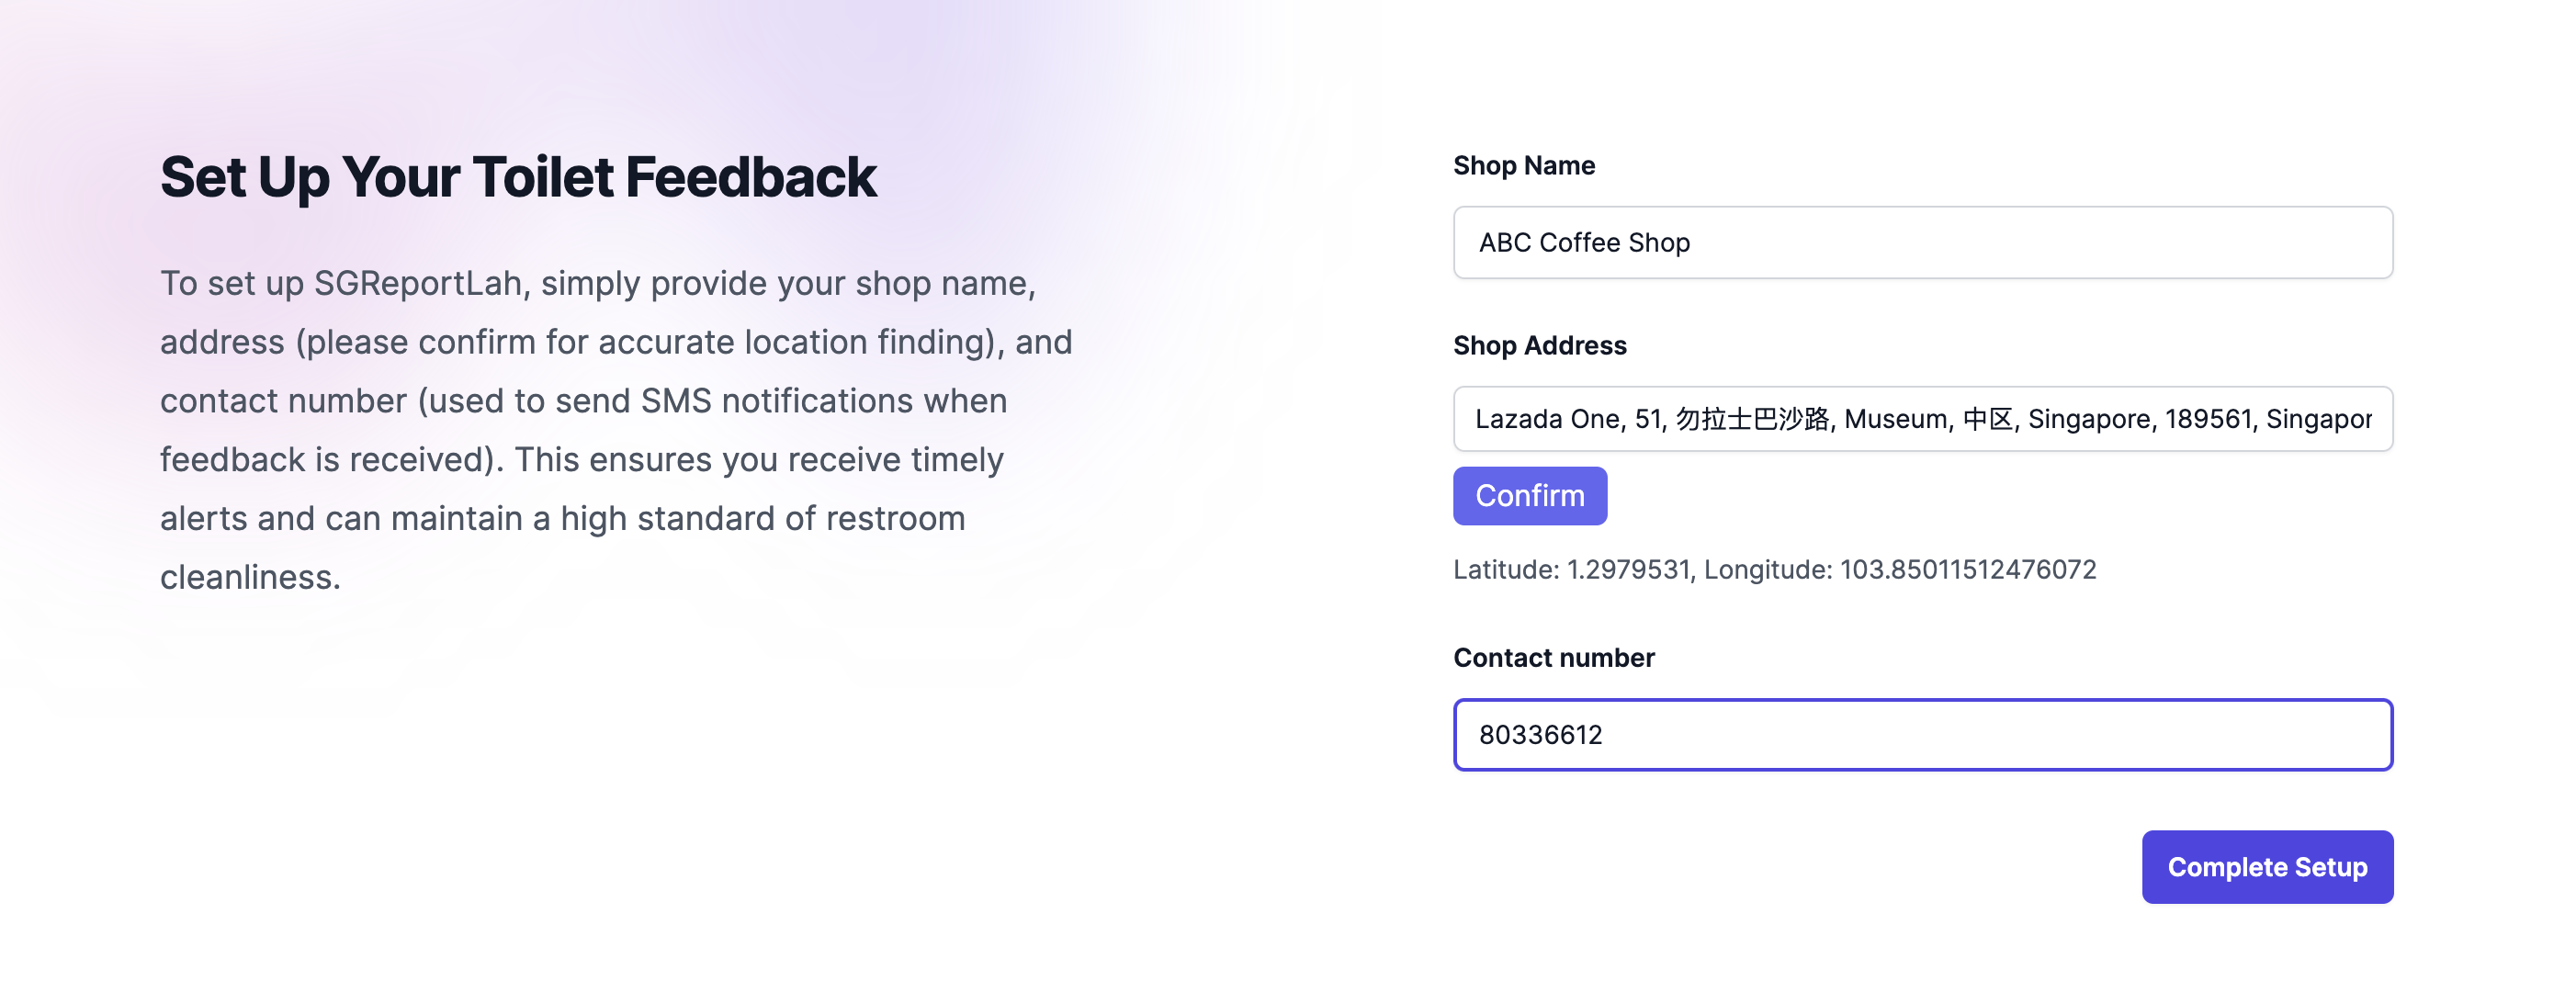 Set Up Your Toilet Feedback
To set up SGReportLah, simply provide your shop name,
address (please confirm for accurate location finding), and
contact number (used to send SMS notifications when
feedback is received). This ensures you receive timely
alerts and can maintain a high standard of restroom
cleanliness.
Shop Name
ABC Coffee Shop
Shop Address
Lazada One, 51, 勿拉士巴沙路, Museum, 中区, Singapore, 189561, Singapor
Confirm
Latitude: 1.2979531, Longitude: 103.85011512476072
Contact number
80336612
Complete Setup